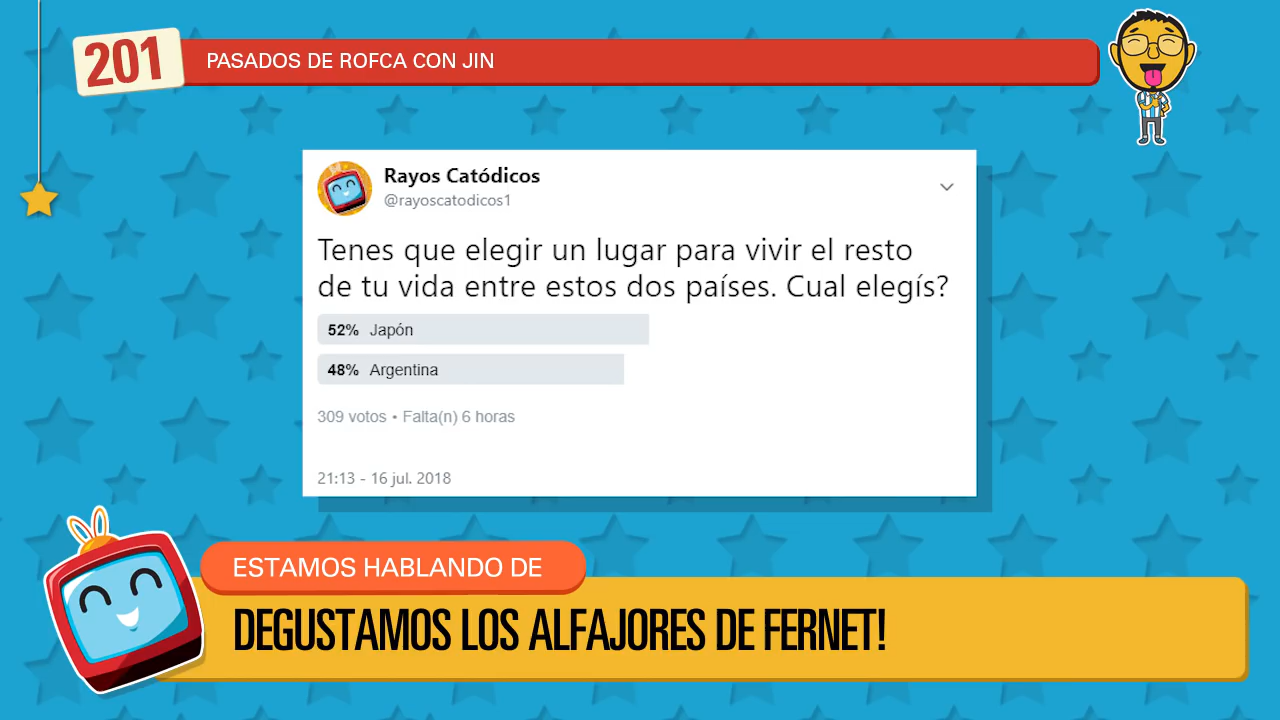 201
PASADOS DE ROFCA CON JIN
Rayos Catódicos
@rayoscatodicos1
Tenes que elegir un lugar para vivir el resto
de tu vida entre estos dos países. Cual elegís?
52% Japón
48% Argentina
309 votos • Falta(n) 6 horas
21:13 - 16 jul. 2018
ESTAMOS HABLANDO DE
DEGUSTAMOS LOS ALFAJORES DE FERNET!